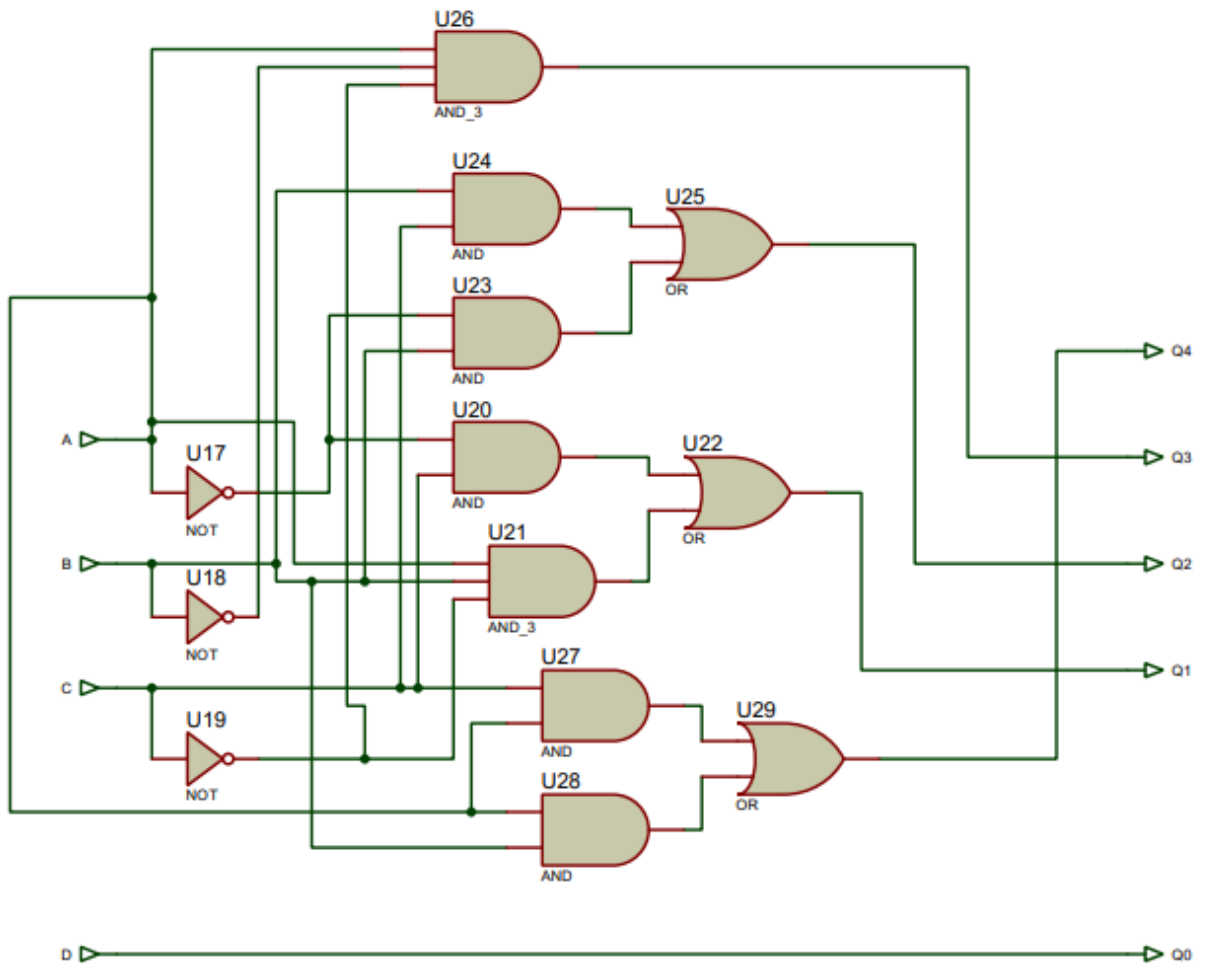 U26
AND_3
U24
AND
U25
OR
U23
AND
Q4
A
U17
NOT
U20
AND
U22
OR
Q3
B
U18
NOT
U21
AND_3
Q2
C
U19
NOT
U27
AND
U29
OR
Q1
U28
AND
D
Q0